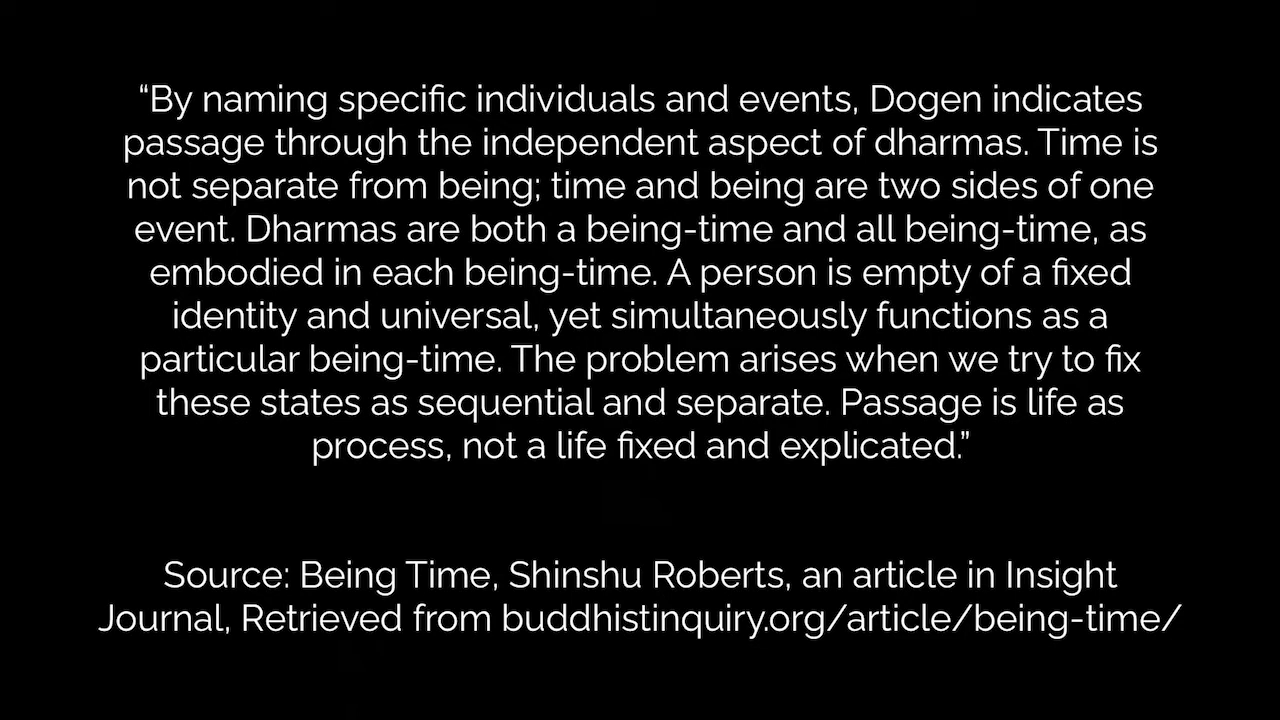 “By naming specific individuals and events, Dogen indicates
passage through the independent aspect of dharmas. Time is
not separate from being; time and being are two sides of one
event. Dharmas are both a being-time and all being-time, as
embodied in each being-time. A person is empty of a fixed
identity and universal, yet simultaneously functions as a
particular being-time. The problem arises when we try to fix
these states as sequential and separate. Passage is life as
process, not a life fixed and explicated.”
Source: Being Time, Shinshu Roberts, an article in Insight
Journal, Retrieved from buddhistinquiry.org/article/being-time/